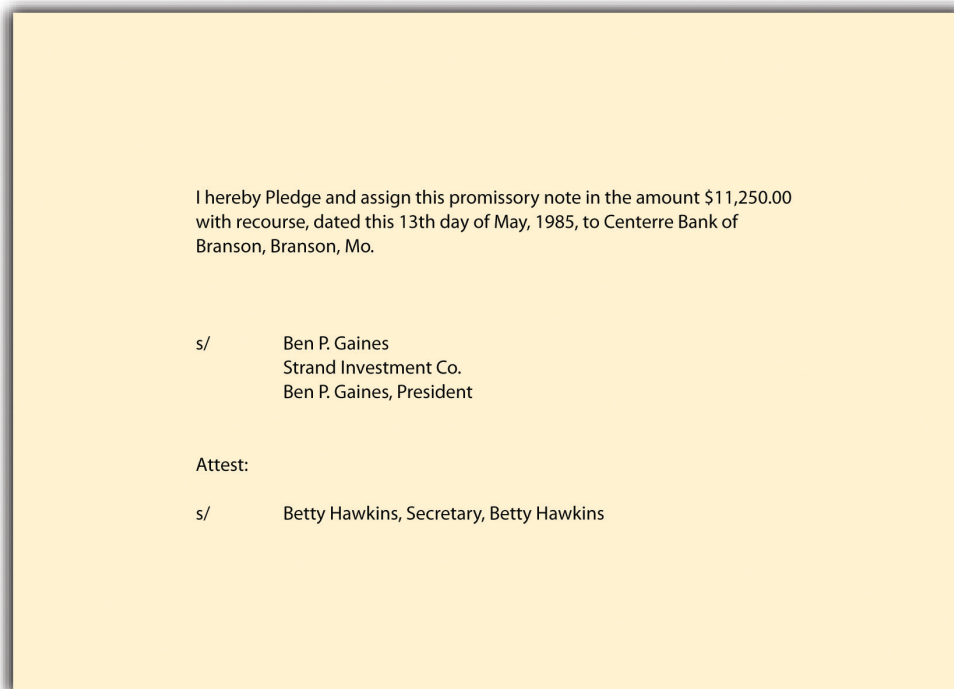 I hereby Pledge and assign this promissory note in the amount $11,250.00
with recourse, dated this 13th day of May, 1985, to Centerre Bank of
Branson, Branson, Mo.
s/ Ben P. Gaines
Strand Investment Co.
Ben P. Gaines, President
Attest:
s/ Betty Hawkins, Secretary, Betty Hawkins